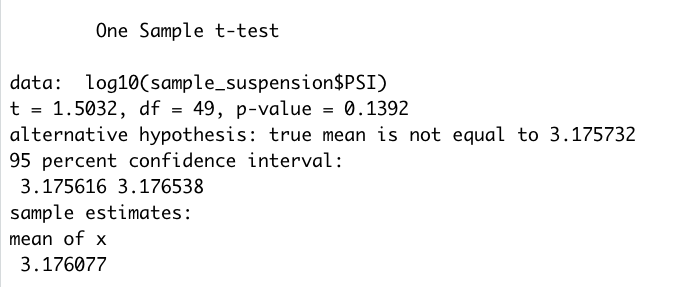 One Sample t-test
data: log10(sample_suspension$PSI)
t = 1.5032, df = 49, p-value = 0.1392
alternative hypothesis: true mean is not equal to 3.175732
95 percent confidence interval:
3.175616 3.176538
sample estimates:
mean of x
3.176077